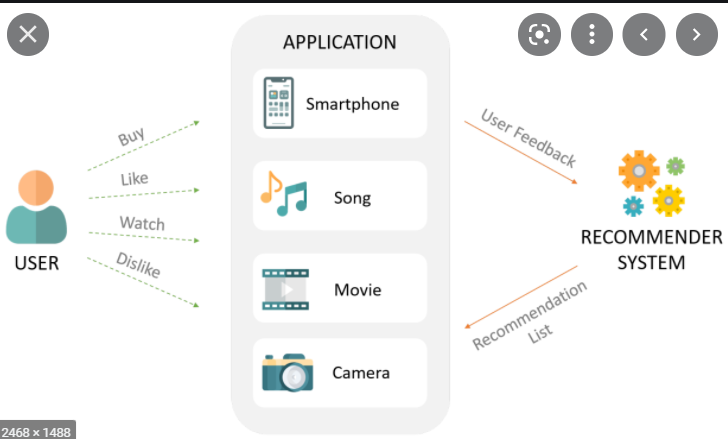 APPLICATION
Smartphone
Song
Movie
Camera
Buy
Like
Watch
Dislike
USER
User Feedback
RECOMMENDER
SYSTEM
Recommendation
List
2468 × 1488